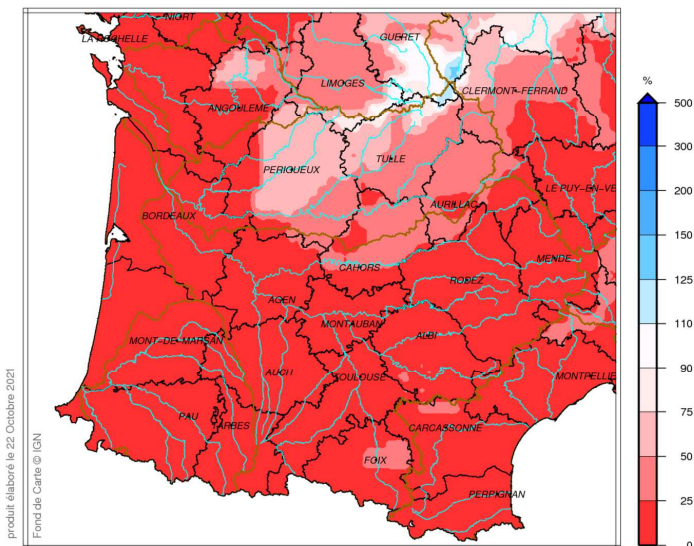 NIORT
LA ROCHELLE
GUERET
LIMOGES
CLERMONT-FERRAND
ANGOULEME
PERIGUEUX
TULLE
LE PUY-EN-VE
AURILLAC
BORDEAUX
CAHORS
MENDE
RODEZ
AGEN
MONTAUBAN
ALBI
MONT-DE-MARSAN
AUCH
TOULOUSE
MONTPELLIE
PAU
TARBES
CARCASSONNE
FOIX
PERPIGNAN
%
500
300
200
150
125
110
90
75
50
25
0
produit élaboré le 22 Octobre 2021
Fond de Carte © IGN